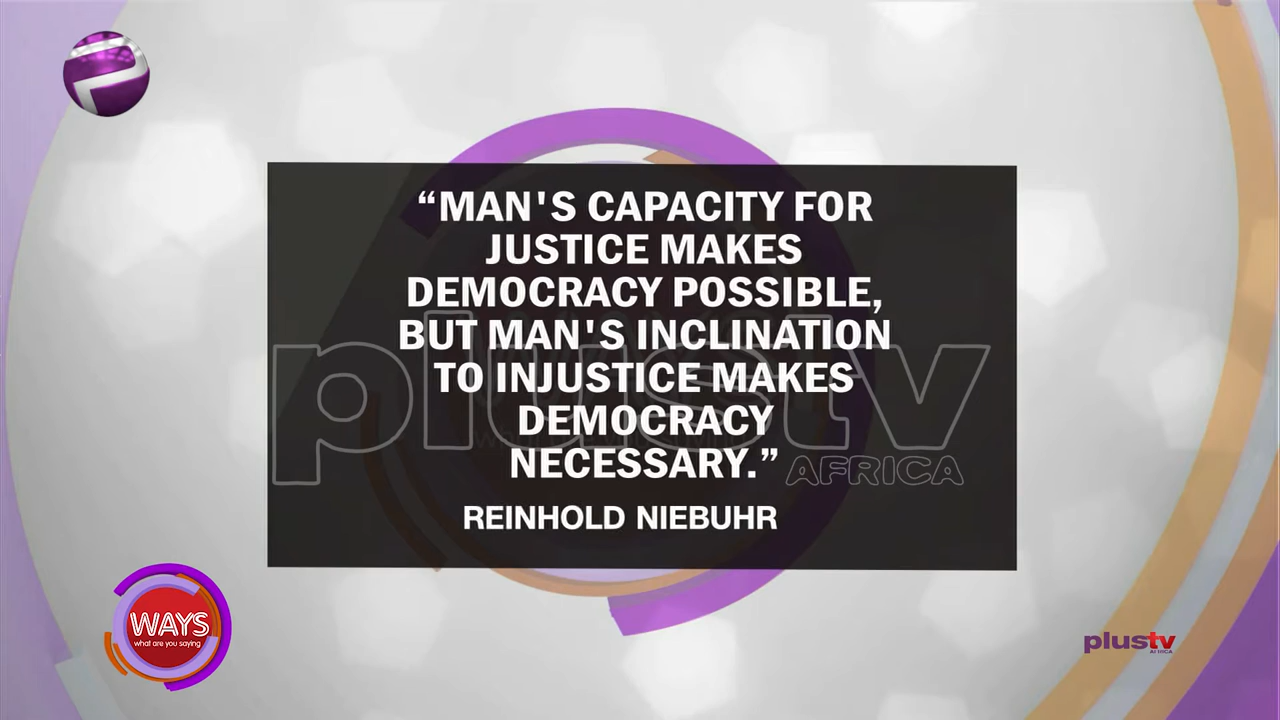 “MAN'S CAPACITY FOR
JUSTICE MAKES
DEMOCRACY POSSIBLE,
BUT MAN'S INCLINATION
TO INJUSTICE MAKES
DEMOCRACY
NECESSARY.”
REINHOLD NIEBUHR
plustv
AFRICA
WAYS
what are you saying
plustv
AFRICA